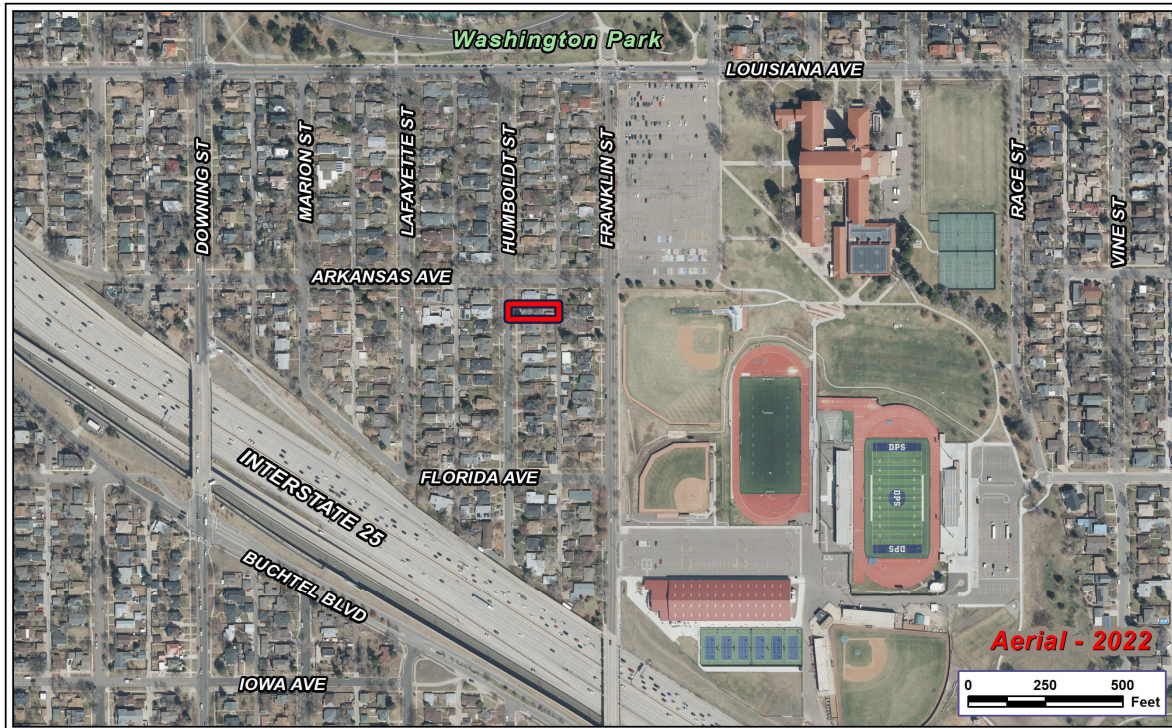 Washington Park
LOUISIANA AVE
DOWNING ST
MARION ST
LAFAYETTE ST
HUMBOLDT ST
FRANKLIN ST
RACE ST
VINE ST
ARKANSAS AVE
FLORIDA AVE
INTERSTATE 25
BUCHTEL BLVD
IOWA AVE
DPS
DPS
DPS
Aerial - 2022
0 250 500
Feet